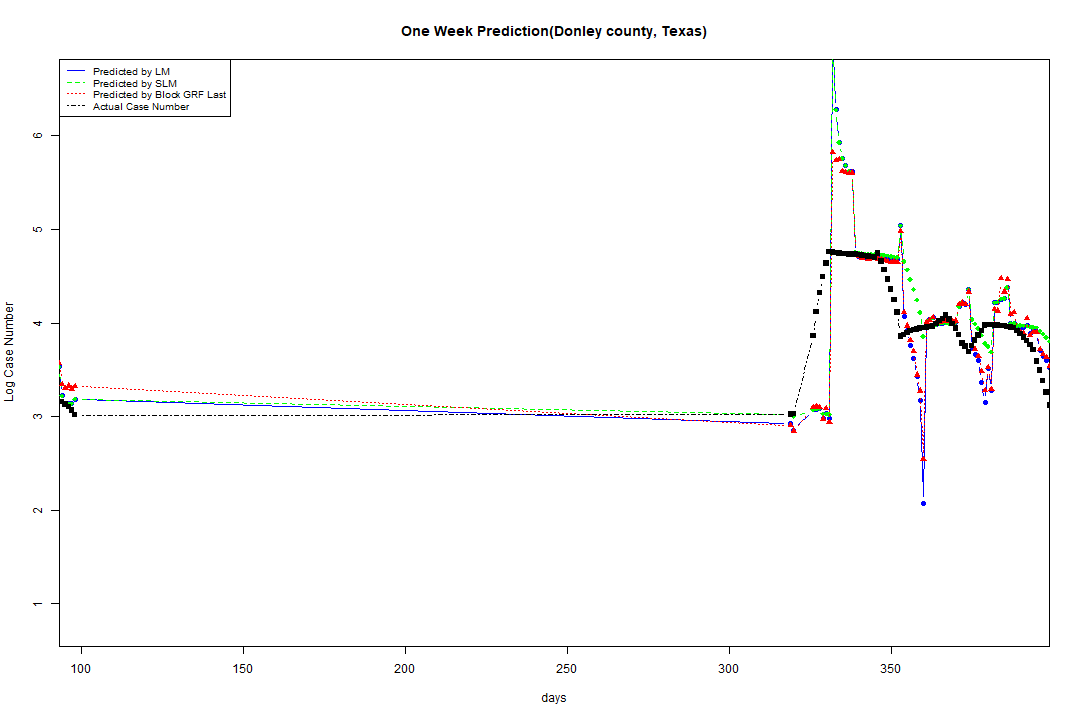 One Week Prediction(Donley county, Texas)
Predicted by LM
Predicted by SLM
Predicted by Block GRF Last
Actual Case Number
Log Case Number
6
5
4
3
2
1
100 150 200 250 300 350
days